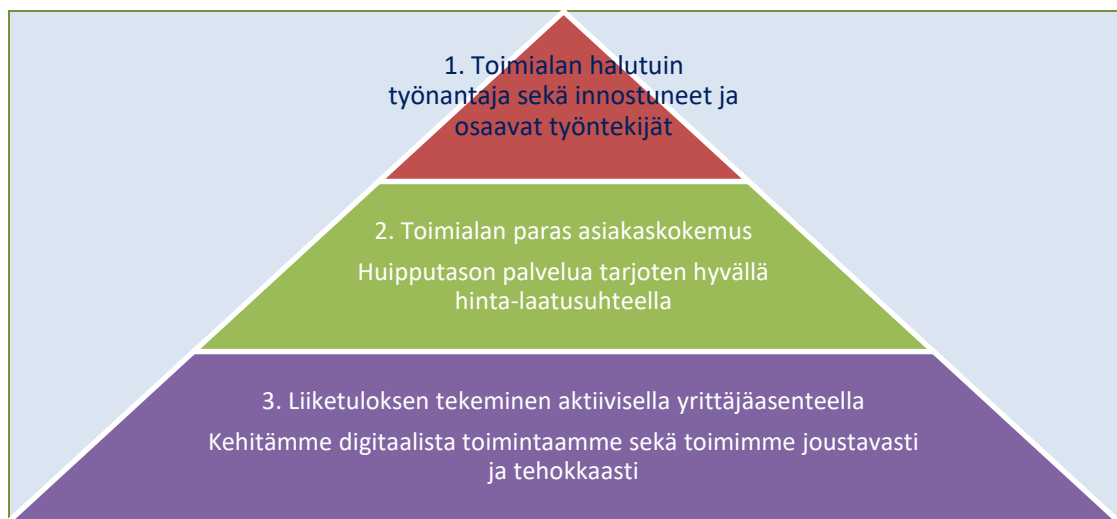 1. Toimialan halutuin
työnantaja sekä innostuneet ja
osaavat työntekijät
2. Toimialan paras asiakaskokemus
Huipputason palvelua tarjoten hyvällä
hinta-laatusuhteella
3. Liiketuloksen tekeminen aktiivisella yrittäjäasenteella
Kehitämme digitaalista toimintaamme sekä toimimme joustavasti
ja tehokkaasti